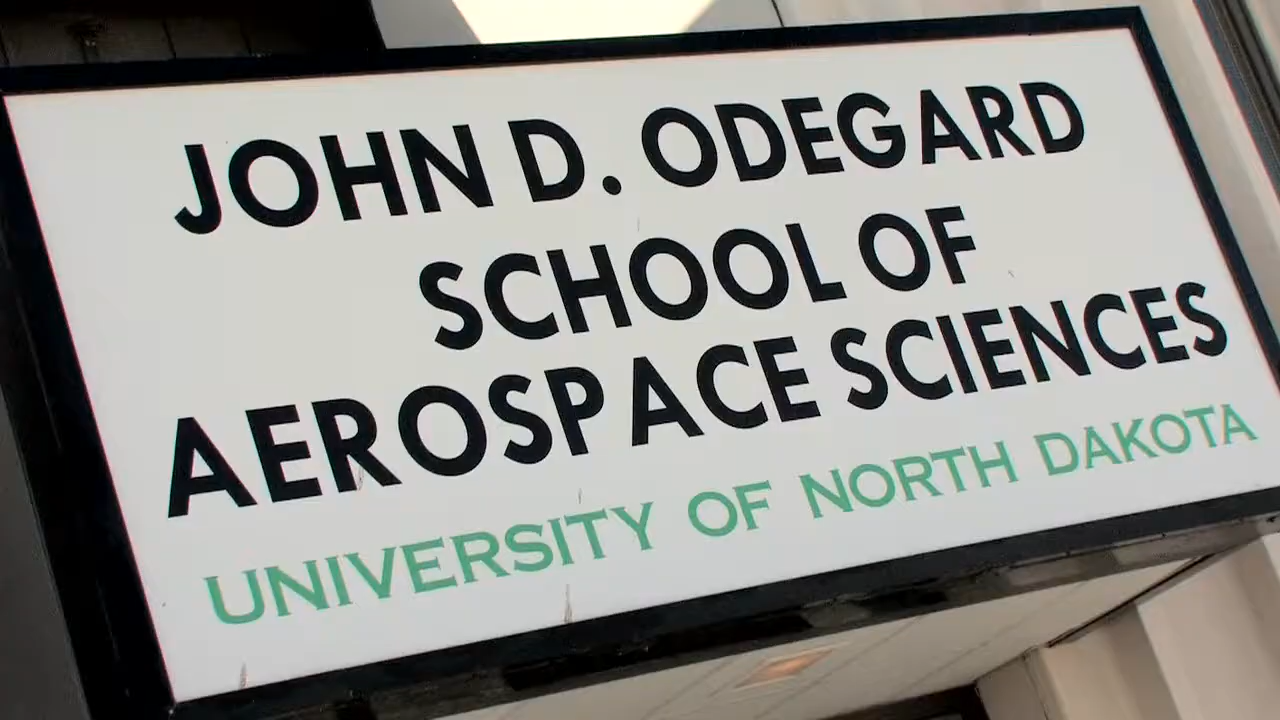 JOHN D. ODEGARD
SCHOOL OF
AEROSPACE SCIENCES
UNIVERSITY OF NORTH DAKOTA